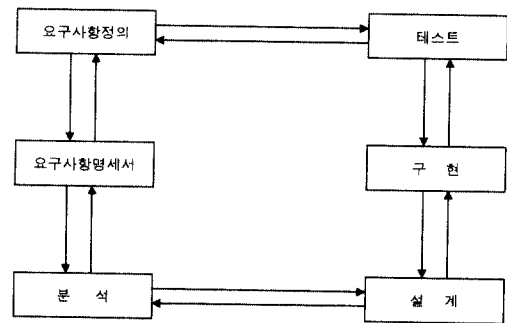 요구사항정의
테스트
요구사항명세서
구 현
분 석
설 계